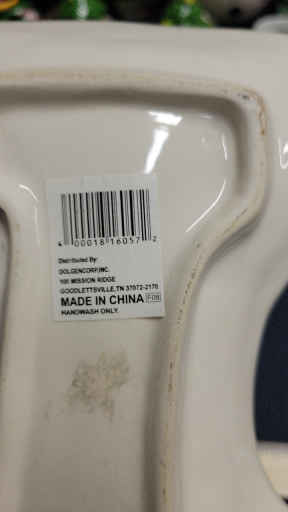 4 00018 16057 2
Distributed By:
DOLGENCORP,INC.
100 MISSION RIDGE
GOODLETTSVILLE,TN 37072-2170
MADE IN CHINA F09
HANDWASH ONLY.